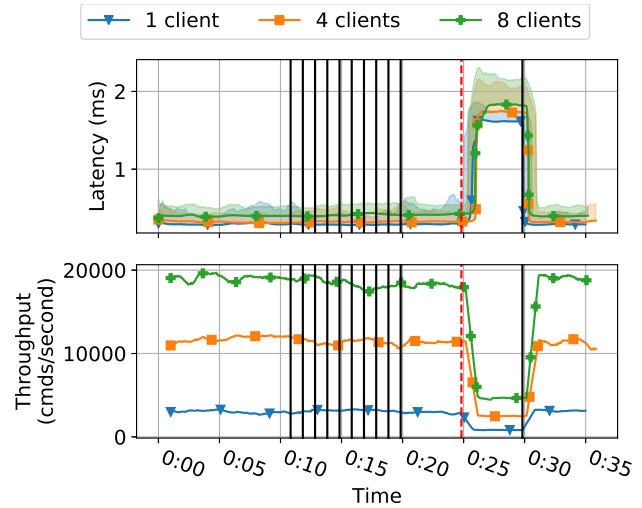 1 client 4 clients 8 clients
Latency (ms)
2
1
Throughput
(cmds/second)
20000
10000
0
0:00 0:05 0:10 0:15 0:20 0:25 0:30 0:35
Time